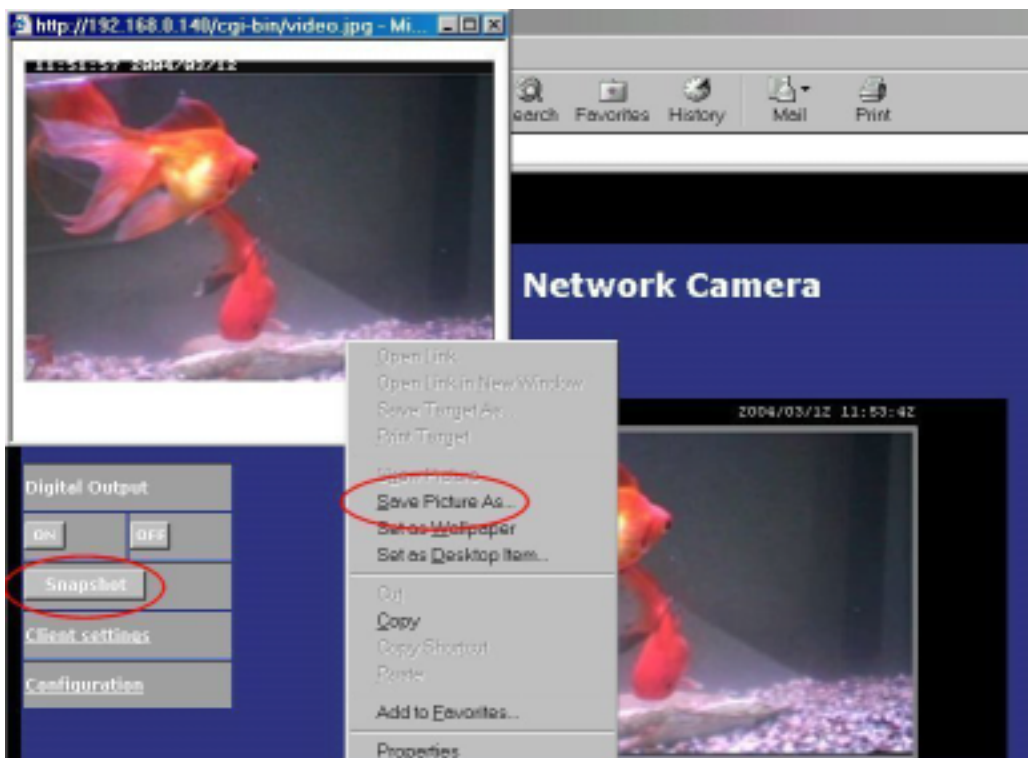 http://192.168.0.140/cgi-bin/video.jpg - Mi...
11:51:57 2004/03/12
earch Favorites History Mail Print
Network Camera
2004/03/12 11:53:42
Digital Output
ON OFF
Snapshot
Client settings
Configuration
Open Link
Open Link in New Window
Save Target As...
Print Target
Show Picture
Save Picture As...
Set as Wallpaper
Set as Desktop Item...
Cut
Copy
Copy Shortcut
Paste
Add to Favorites...
Properties